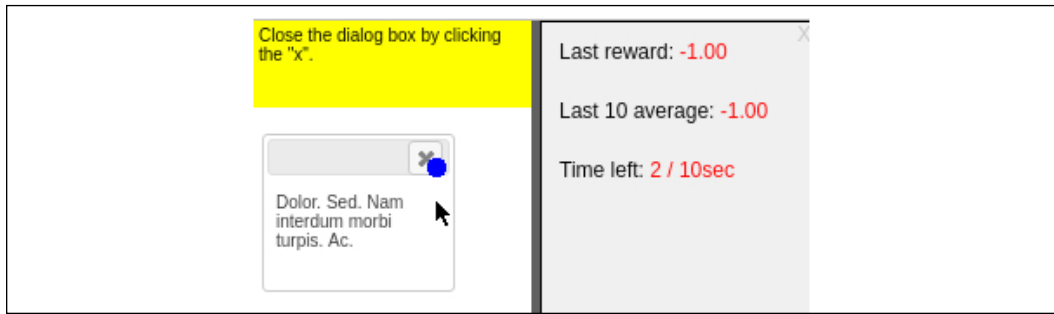 Close the dialog box by clicking
the "x".
X
Last reward: -1.00
Last 10 average: -1.00
Time left: 2 / 10sec
Dolor. Sed. Nam
interdum morbi
turpis. Ac.